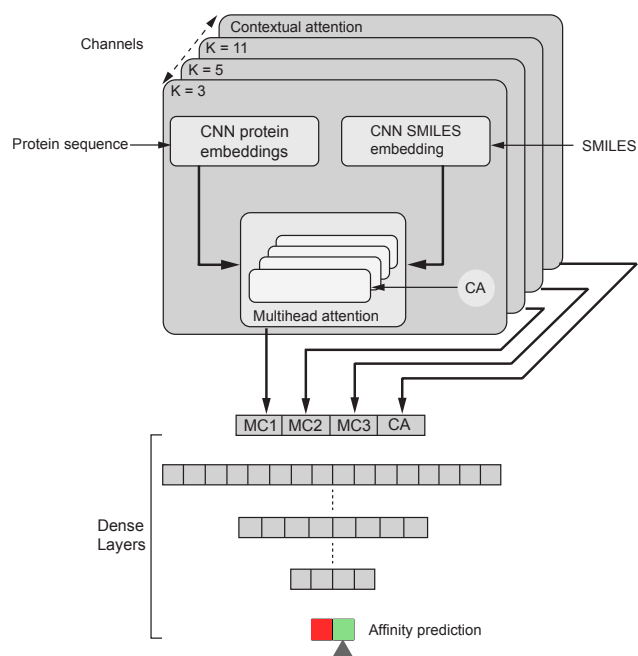 Contextual attention
Channels
K = 11
K = 5
K = 3
Protein sequence
CNN protein
embeddings
CNN SMILES
embedding
SMILES
CA
Multihead attention
MC1 MC2 MC3 CA
Dense
Layers
Affinity prediction